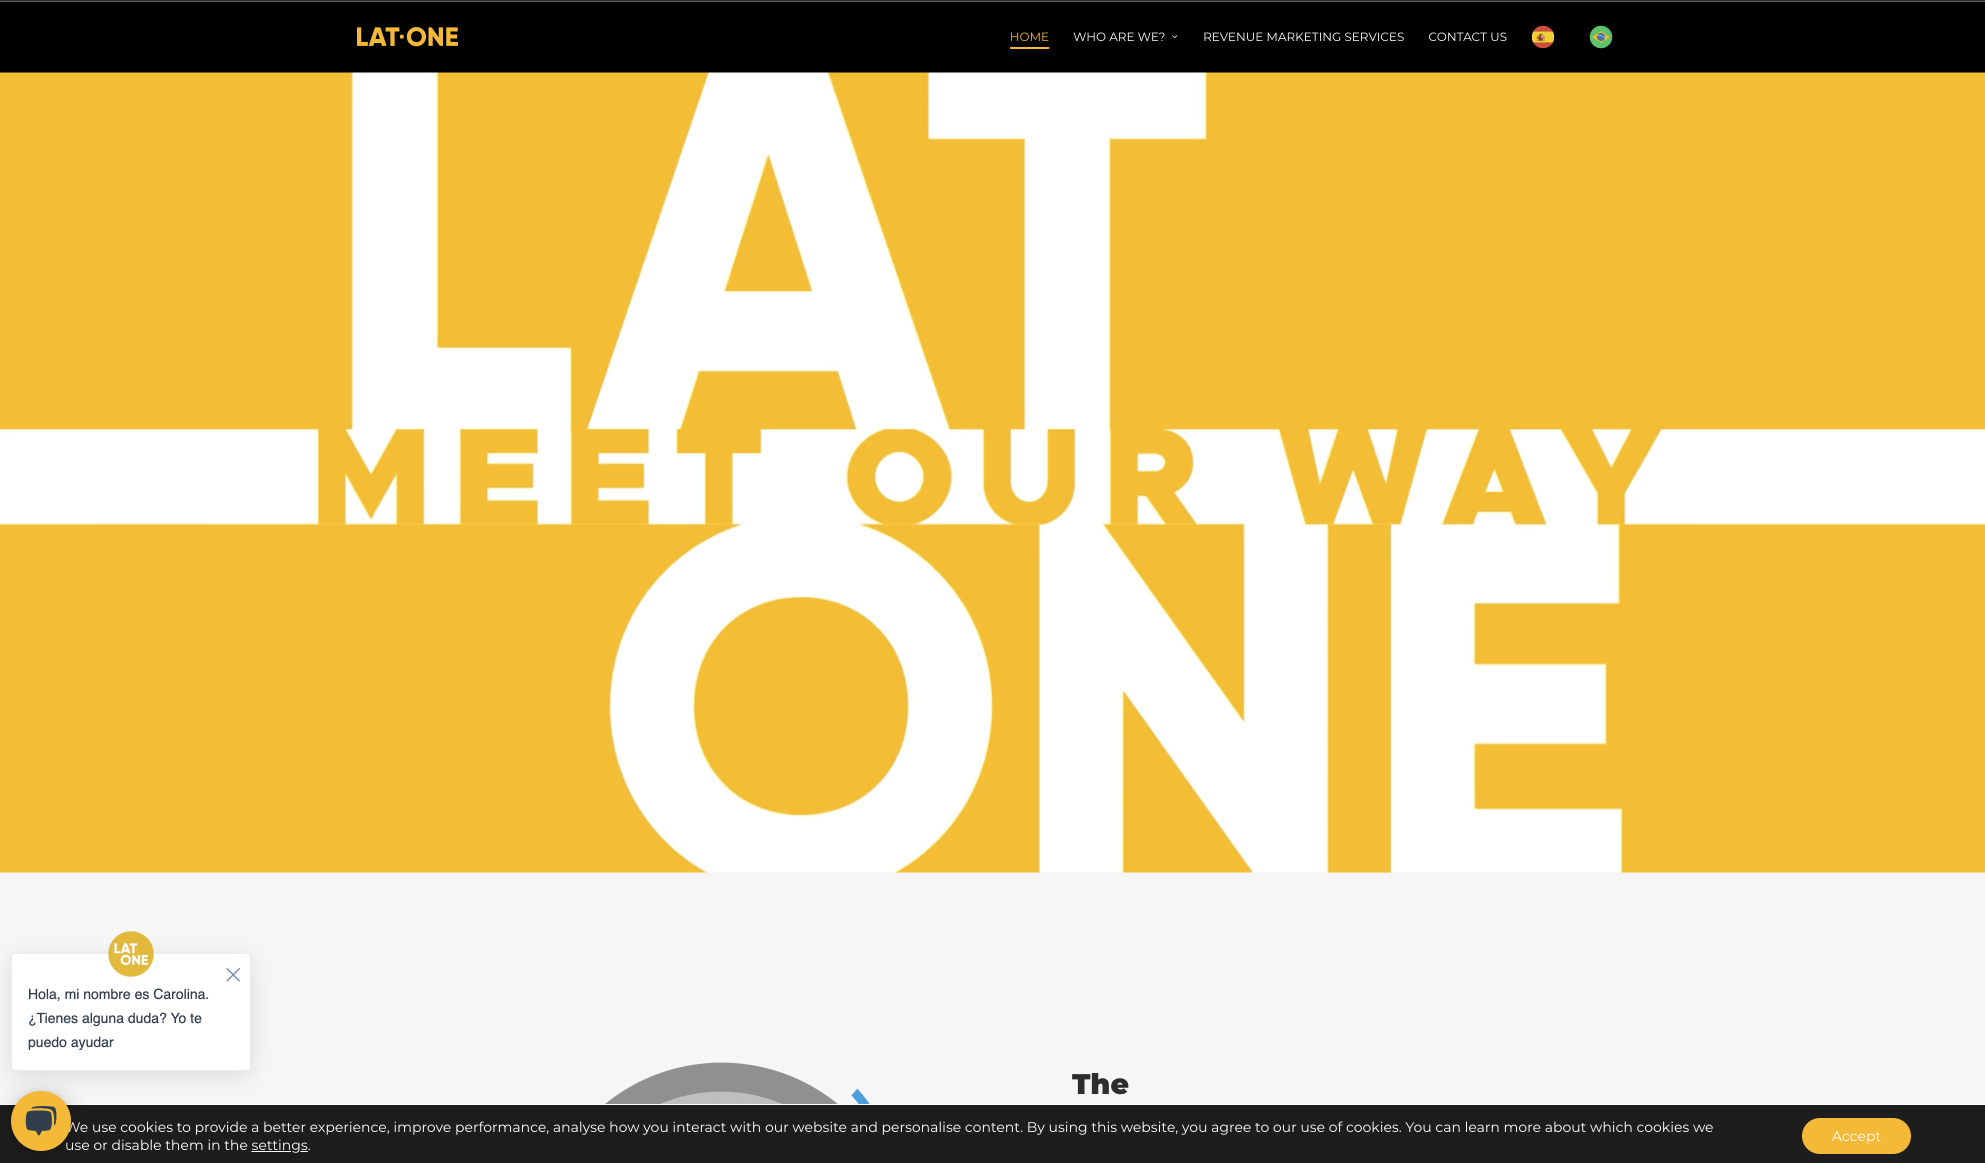 LAT·ONE
HOME WHO ARE WE? REVENUE MARKETING SERVICES CONTACT US
LAT
MEET OUR WAY
ONE
LAT
ONE
Hola, mi nombre es Carolina.
¿Tienes alguna duda? Yo te
puedo ayudar
The
We use cookies to provide a better experience, improve performance, analyse how you interact with our website and personalise content. By using this website, you agree to our use of cookies. You can learn more about which cookies we
use or disable them in the settings.
Accept